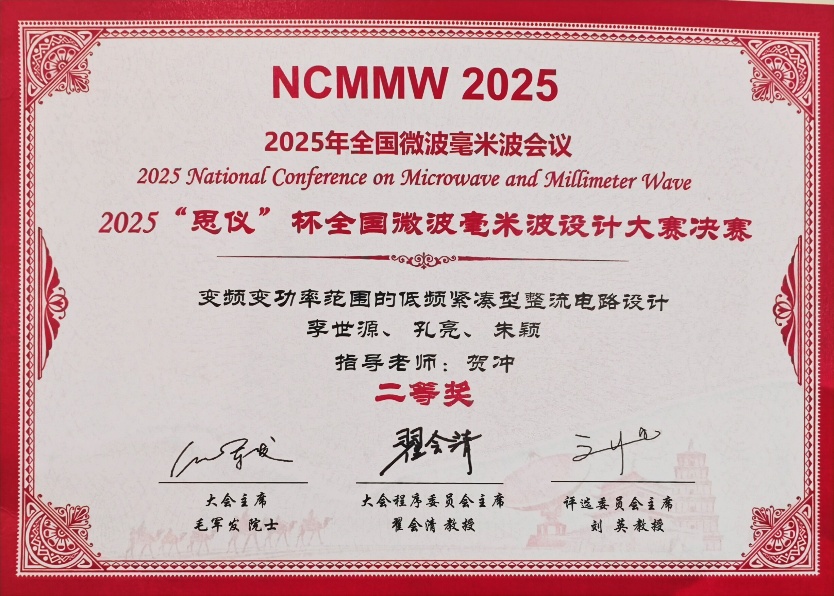 NCMMW 2025
2025年全国微波毫米波会议
2025 National Conference on Microwave and Millimeter Wave
2025 “思仪” 杯全国微波毫米波设计大赛决赛
变频变功率范围的低频紧凑型整流电路设计
李世源、孔亮、朱颖
指导老师：贺冲
二等奖
翟会清
大会主席
毛军发 院士
大会程序委员会主席
翟会清 教授
评选委员会主席
刘 英 教授